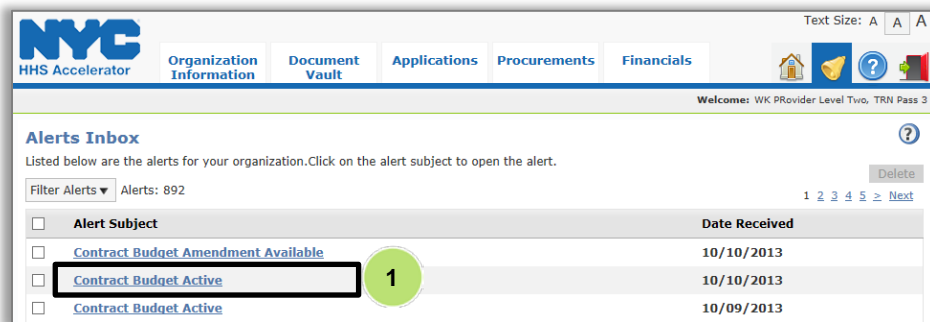 Text Size: A A A
NYC
HHS Accelerator
Organization Information
Document Vault
Applications
Procurements
Financials
Welcome: WK PRovider Level Two, TRN Pass 3
Alerts Inbox
Listed below are the alerts for your organization.Click on the alert subject to open the alert.
Delete
Filter Alerts ▼ Alerts: 892
1 2 3 4 5 > Next
Alert Subject Date Received
Contract Budget Amendment Available 10/10/2013
Contract Budget Active 1 10/10/2013
Contract Budget Active 10/09/2013